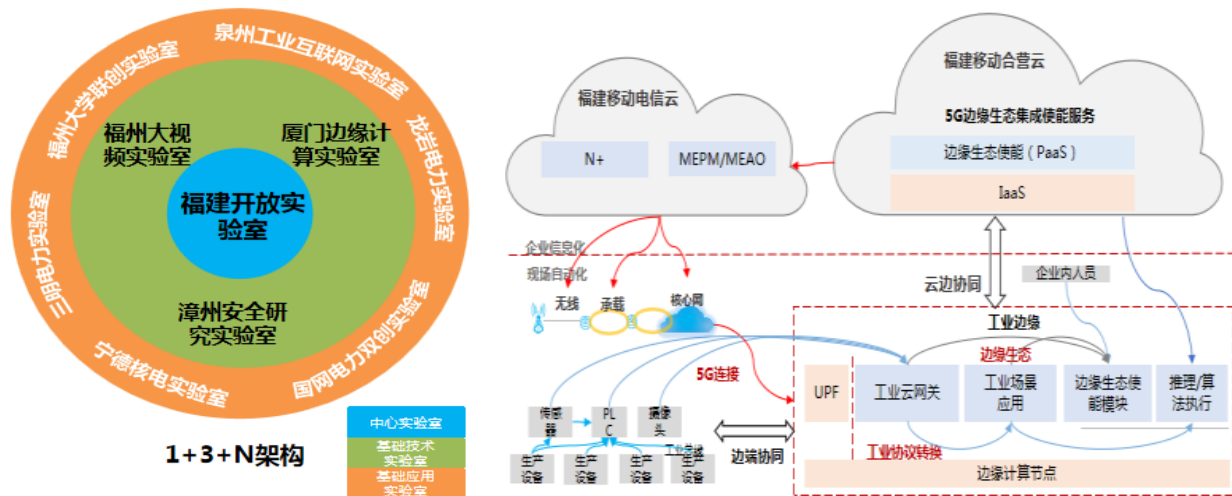 泉州工业互联网实验室
福州大学联创实验室
龙岩电力实验室
三明电力实验室
宁德核电实验室
国网电力双创实验室
福州大视
频实验室
厦门边缘计
算实验室
福建开放实
验室
漳州安全研
究实验室
1+3+N架构
中心实验室
基础技术
实验室
基础应用
实验室
福建移动电信云
N+
MEPM/MEAO
福建移动合营云
5G边缘生态集成使能服务
边缘生态使能（PaaS）
IaaS
企业信息化
现场自动化
无线
承载
核心网
云边协同
企业内人员
工业边缘
边缘生态
5G连接
UPF
工业云网关
工业场景
应用
边缘生态使
能模块
推理/算
法执行
传感
器
PL
C
摄像
头
工业总线
生产
设备
生产
设备
生产
设备
生产
设备
边端协同
工业协议转换
边缘计算节点